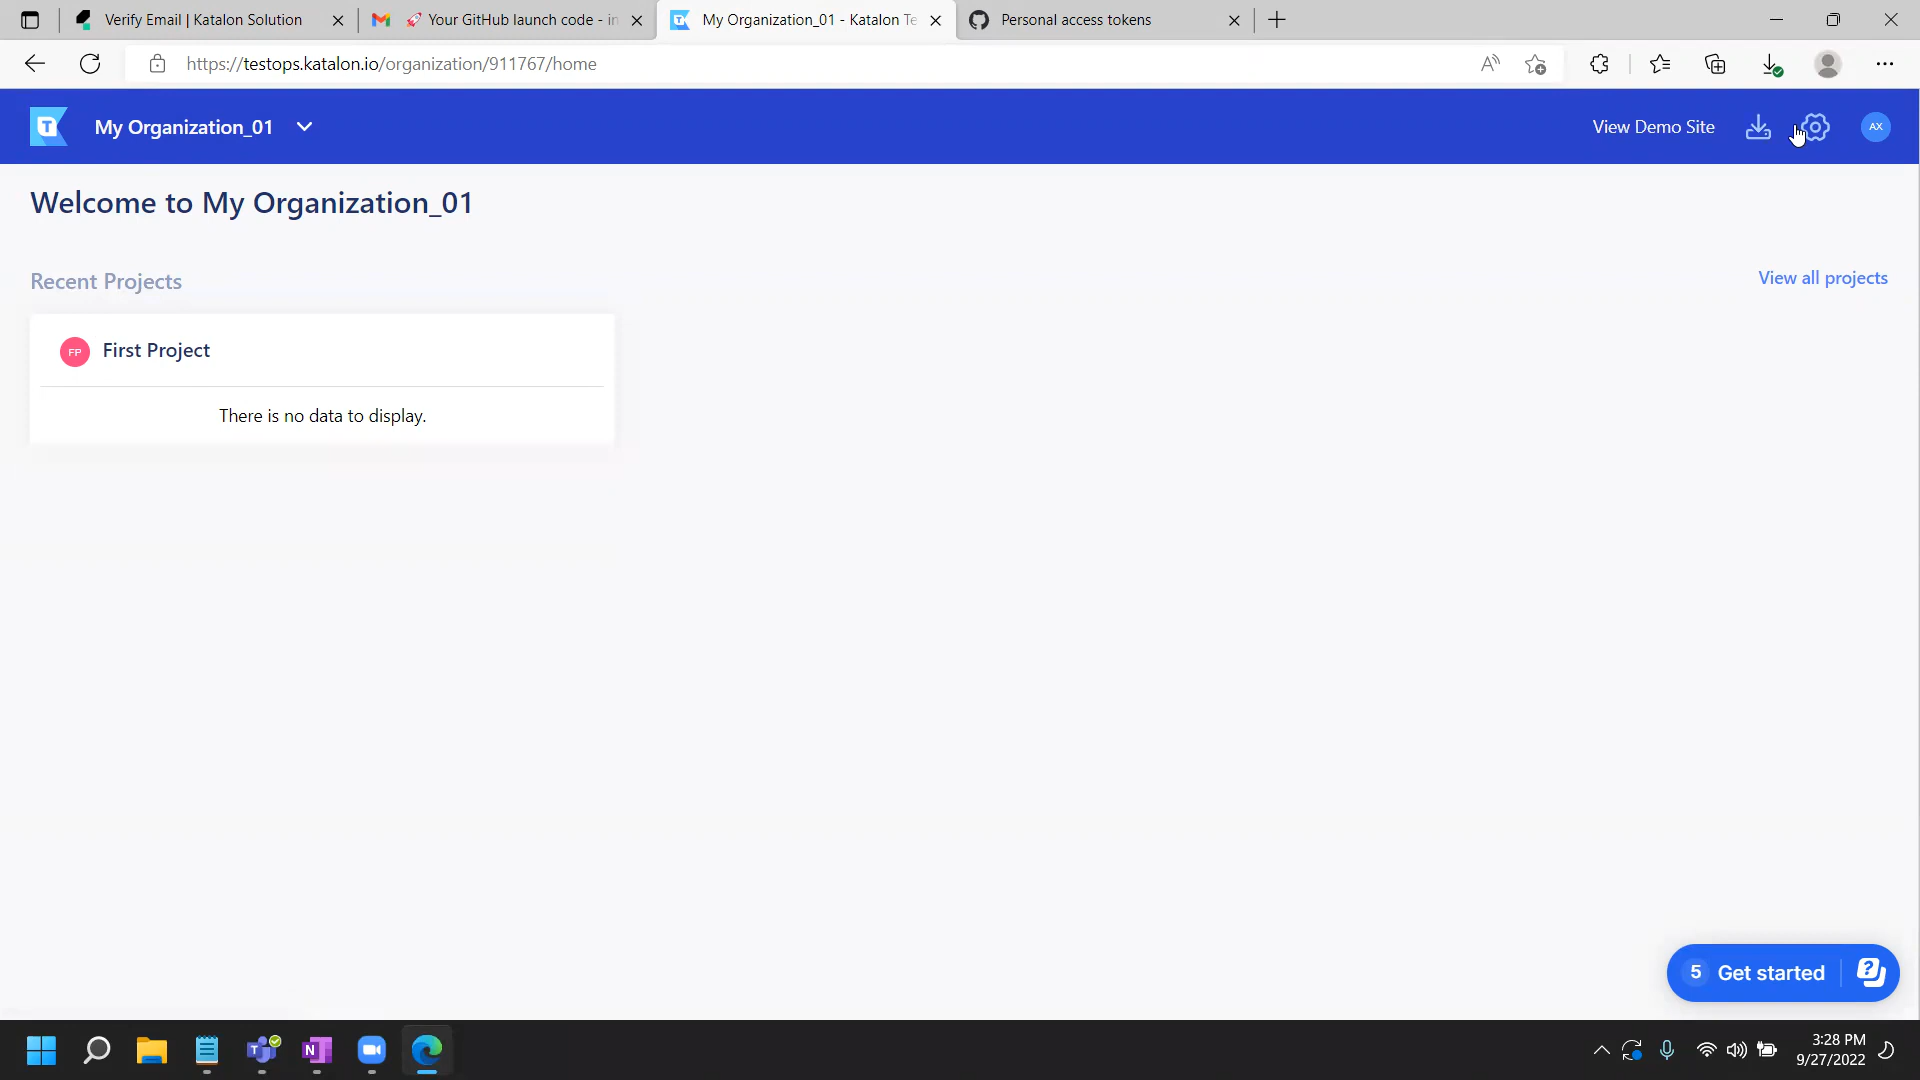 Verify Email | Katalon Solution
🚀 Your GitHub launch code - in
My Organization_01 - Katalon Te
Personal access tokens
https://testops.katalon.io/organization/911767/home
T
My Organization_01
View Demo Site
AX
Welcome to My Organization_01
Recent Projects
View all projects
FP
First Project
There is no data to display.
5 Get started
3:28 PM
9/27/2022